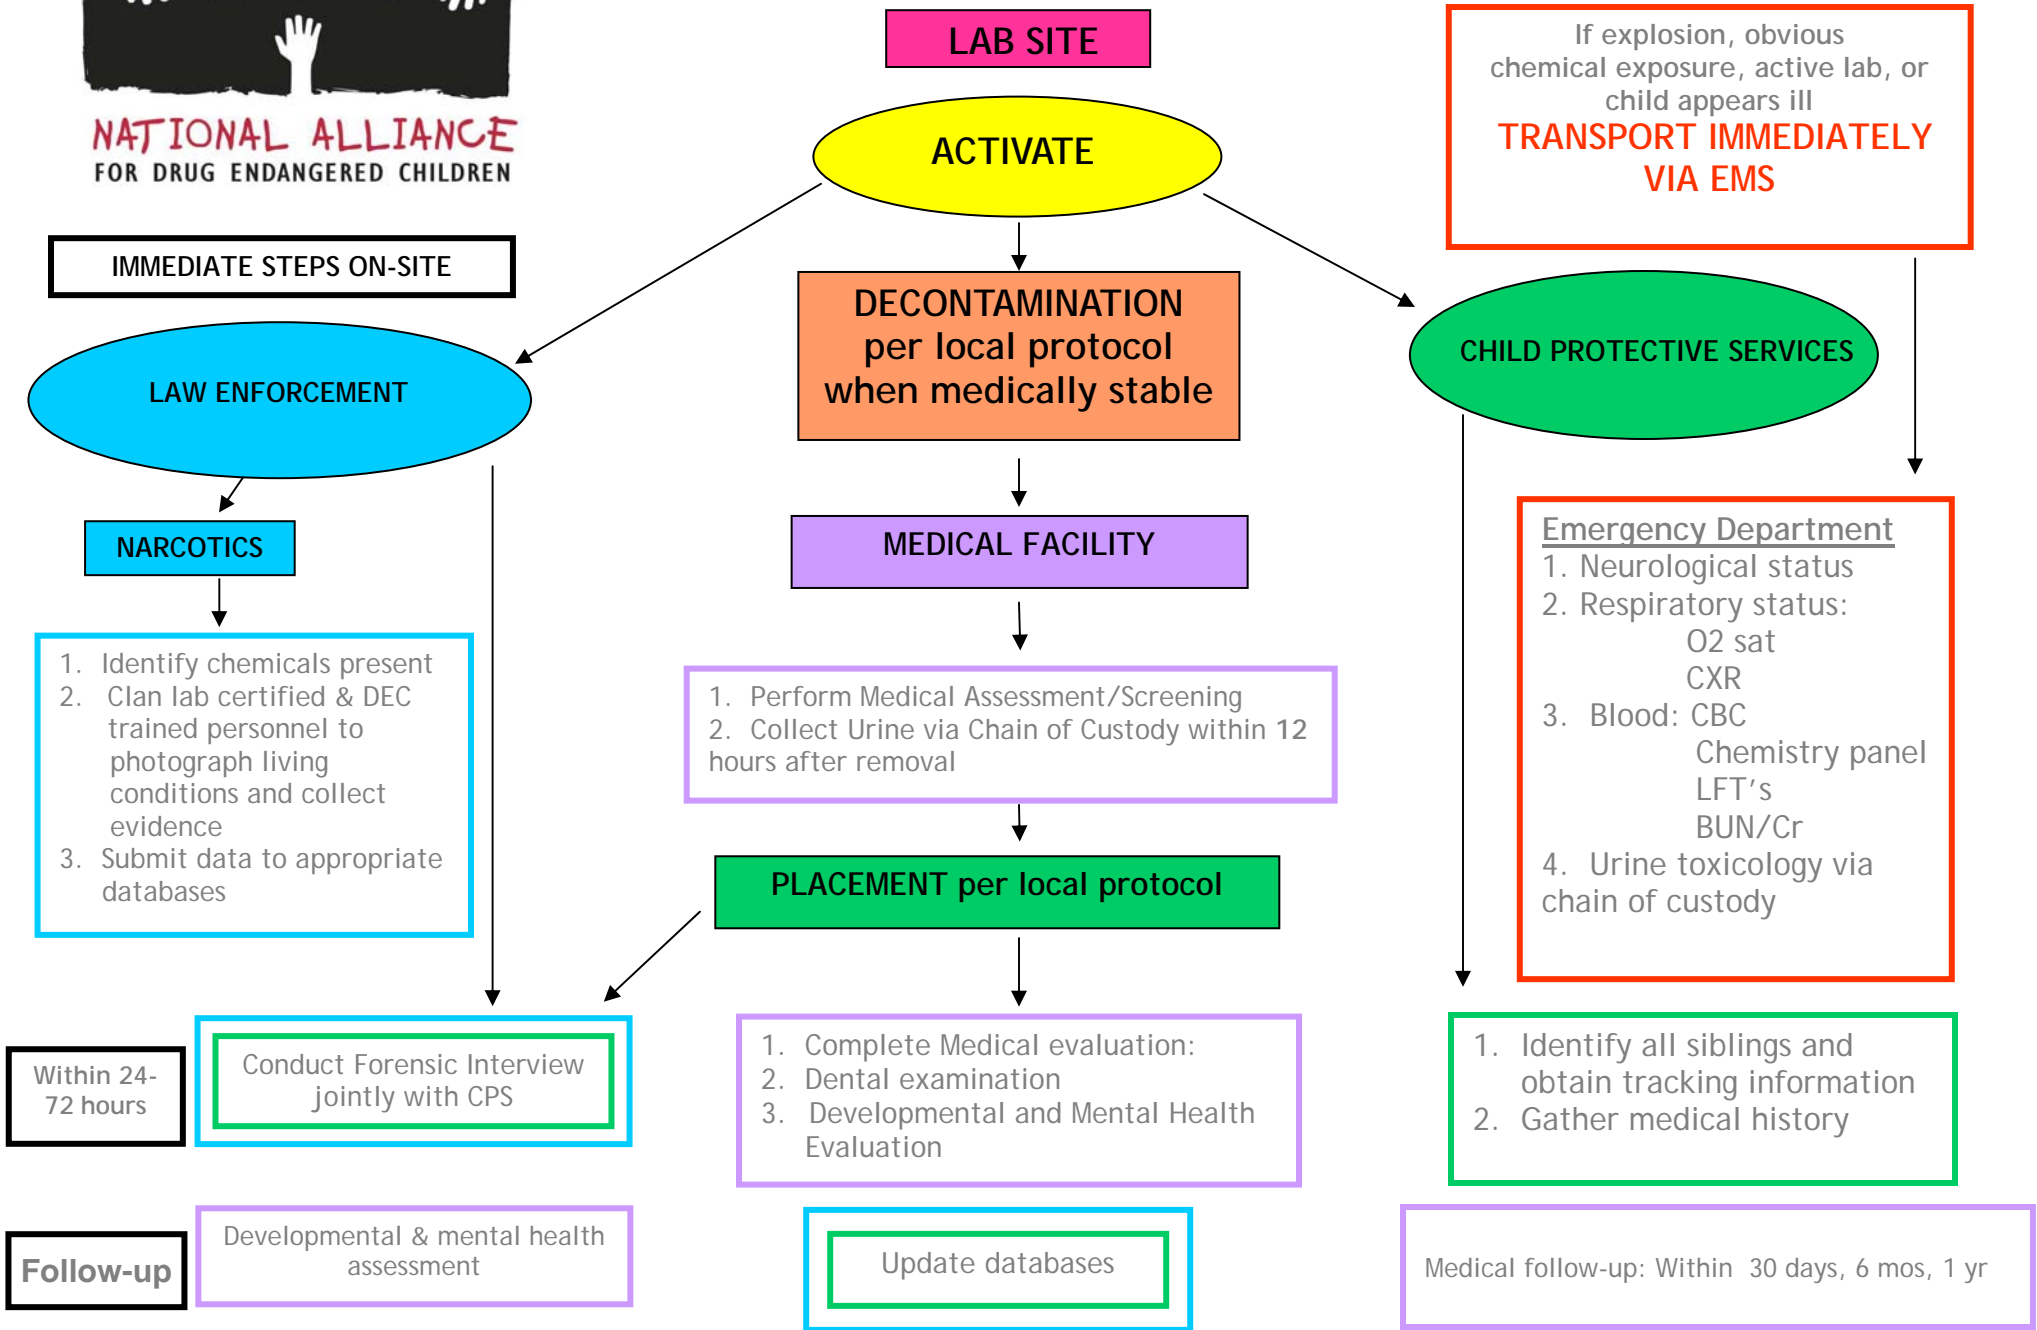 NATIONAL ALLIANCE
FOR DRUG ENDANGERED CHILDREN
LAB SITE
ACTIVATE
If explosion, obvious
chemical exposure, active lab, or
child appears ill
TRANSPORT IMMEDIATELY
VIA EMS
IMMEDIATE STEPS ON-SITE
LAW ENFORCEMENT
DECONTAMINATION
per local protocol
when medically stable
CHILD PROTECTIVE SERVICES
NARCOTICS
MEDICAL FACILITY
Emergency Department
1. Neurological status
2. Respiratory status:
O2 sat
CXR
3. Blood: CBC
Chemistry panel
LFT's
BUN/Cr
4. Urine toxicology via
chain of custody
1. Identify chemicals present
2. Clan lab certified & DEC
trained personnel to
photograph living
conditions and collect
evidence
3. Submit data to appropriate
databases
1. Perform Medical Assessment/Screening
2. Collect Urine via Chain of Custody within 12
hours after removal
PLACEMENT per local protocol
Within 24-
72 hours
Conduct Forensic Interview
jointly with CPS
1. Complete Medical evaluation:
2. Dental examination
3. Developmental and Mental Health
Evaluation
1. Identify all siblings and
obtain tracking information
2. Gather medical history
Follow-up
Developmental & mental health
assessment
Update databases
Medical follow-up: Within 30 days, 6 mos, 1 yr